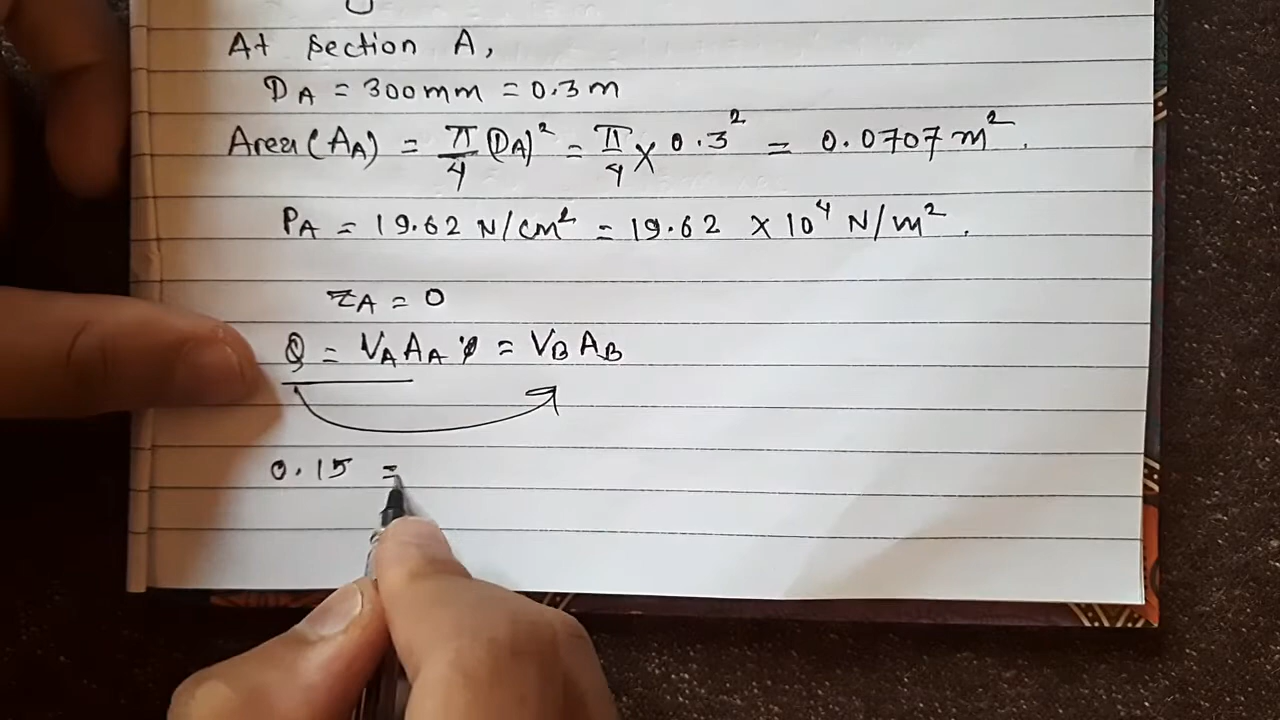 At section A,
DA = 300mm = 0.3m
Area(AA) = π/4 (DA)² = π/4 × 0.3² = 0.0707 m².
PA = 19.62 N/cm² = 19.62 × 10⁴ N/m².
ZA = 0
Q = VA AA = VB AB
0.15 =